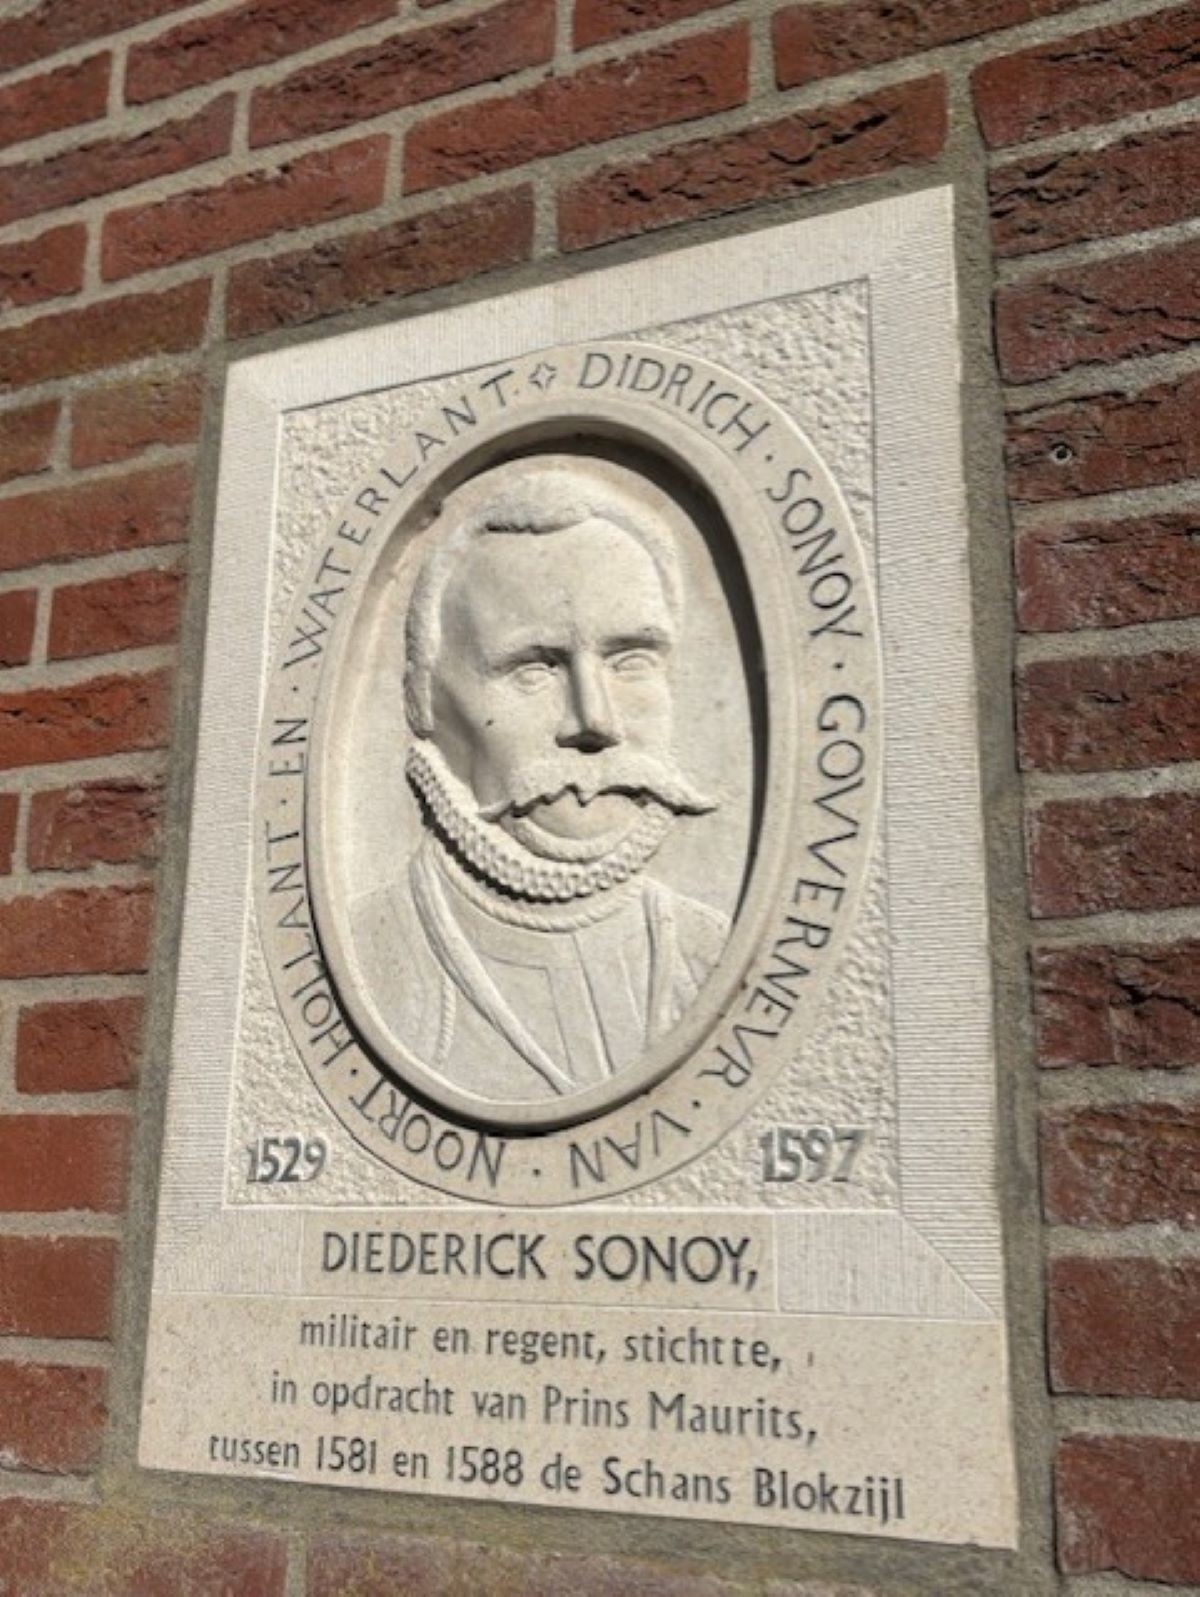 DIDRICH · SONOY · GOVVERNEVR · VAN · NOORT · HOLLANT · EN · WATERLANT.
1529
1597
DIEDERICK SONOY,
militair en regent, stichtte,
in opdracht van Prins Maurits,
tussen 1581 en 1588 de Schans Blokzijl